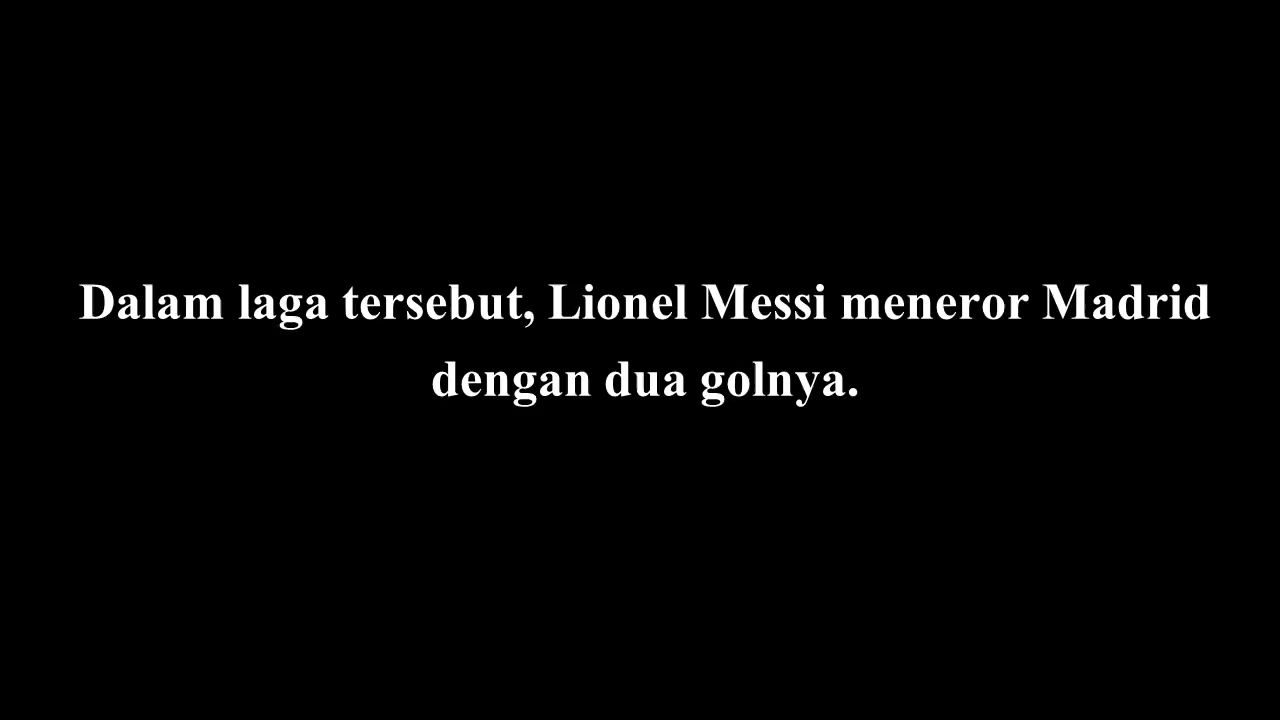 Dalam laga tersebut, Lionel Messi meneror Madrid
dengan dua golnya.